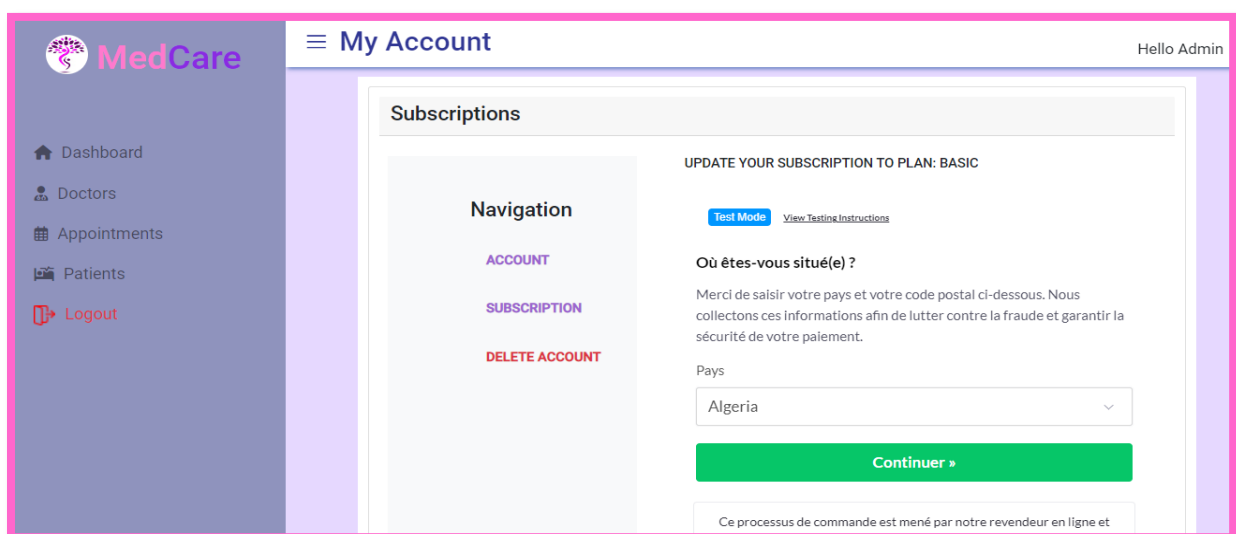 MedCare
My Account
Hello Admin
Dashboard
Doctors
Appointments
Patients
Logout
Subscriptions
Navigation
ACCOUNT
SUBSCRIPTION
DELETE ACCOUNT
UPDATE YOUR SUBSCRIPTION TO PLAN: BASIC
Test Mode View Testing Instructions
Où êtes-vous situé(e) ?
Merci de saisir votre pays et votre code postal ci-dessous. Nous
collectons ces informations afin de lutter contre la fraude et garantir la
sécurité de votre paiement.
Pays
Algeria
Continuer »
Ce processus de commande est mené par notre revendeur en ligne et